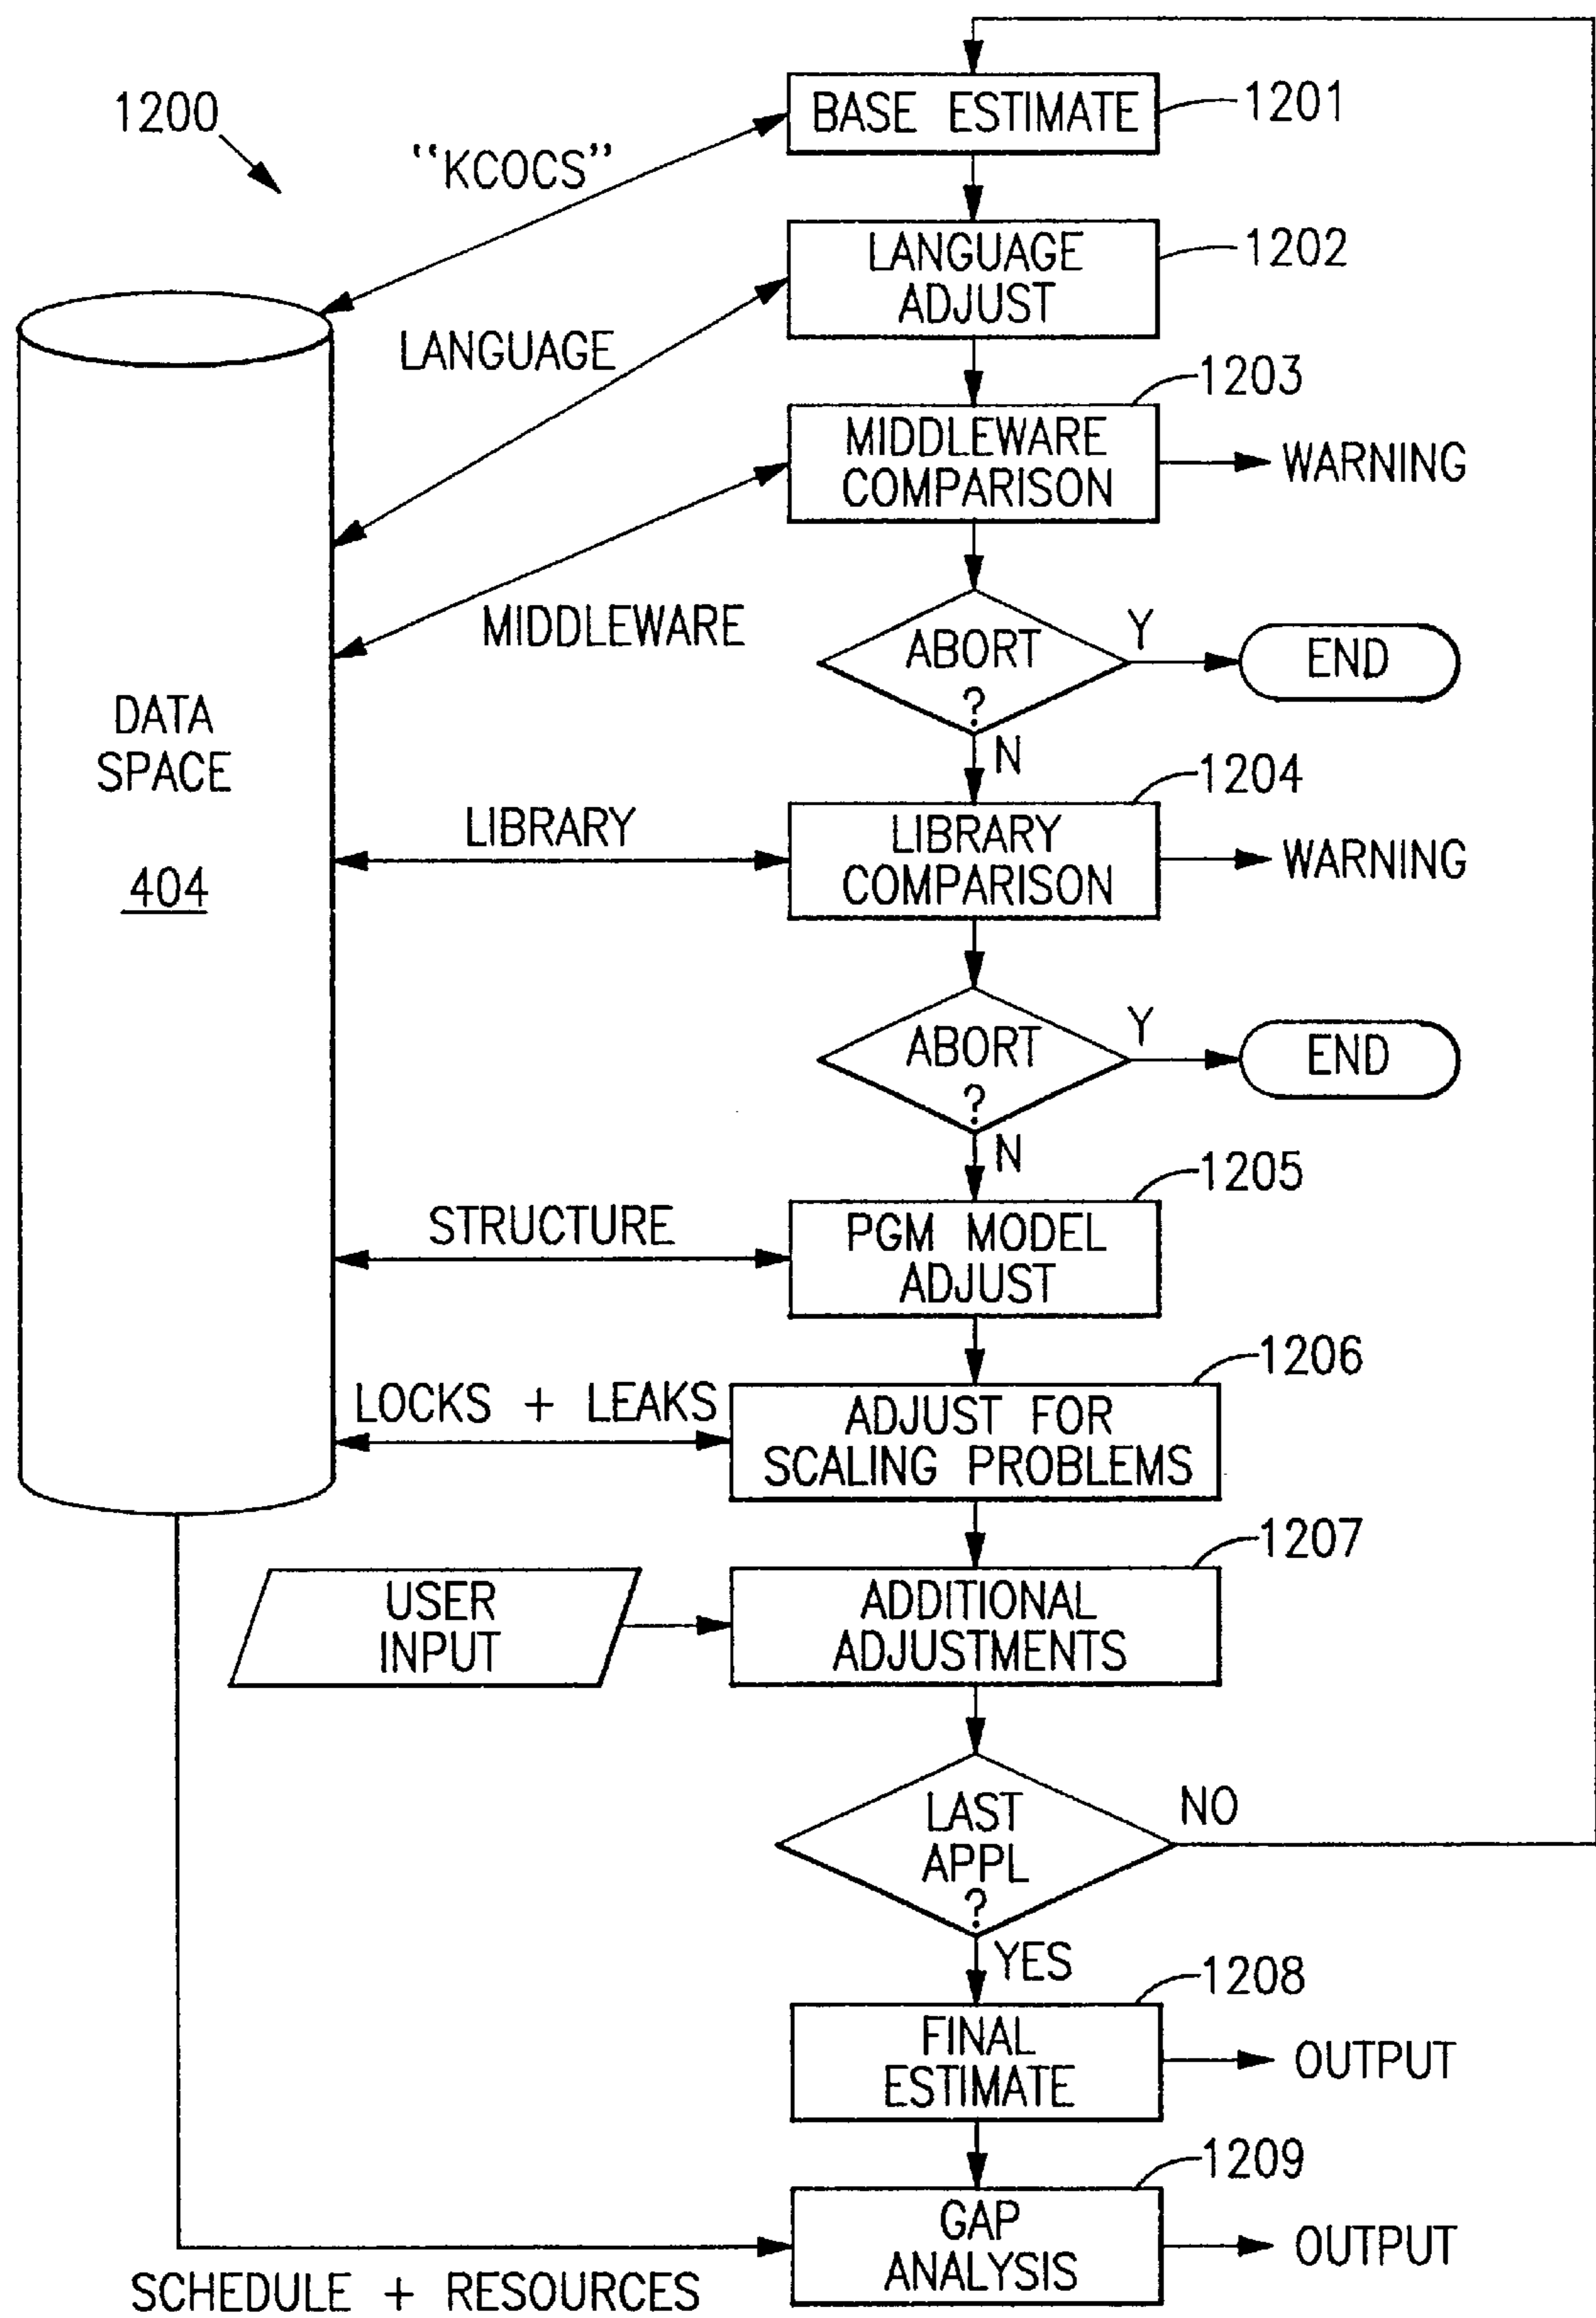 1200
"KCOCS"
BASE ESTIMATE
1201
LANGUAGE
ADJUST
1202
LANGUAGE
1203
MIDDLEWARE
COMPARISON
WARNING
MIDDLEWARE
ABORT
?
Y
END
N
DATA
SPACE
404
1204
LIBRARY
LIBRARY
COMPARISON
WARNING
ABORT
?
Y
END
N
1205
STRUCTURE
PGM MODEL
ADJUST
1206
LOCKS + LEAKS
ADJUST FOR
SCALING PROBLEMS
1207
USER
INPUT
ADDITIONAL
ADJUSTMENTS
LAST
APPL
?
NO
YES
1208
FINAL
ESTIMATE
OUTPUT
1209
GAP
ANALYSIS
OUTPUT
SCHEDULE + RESOURCES